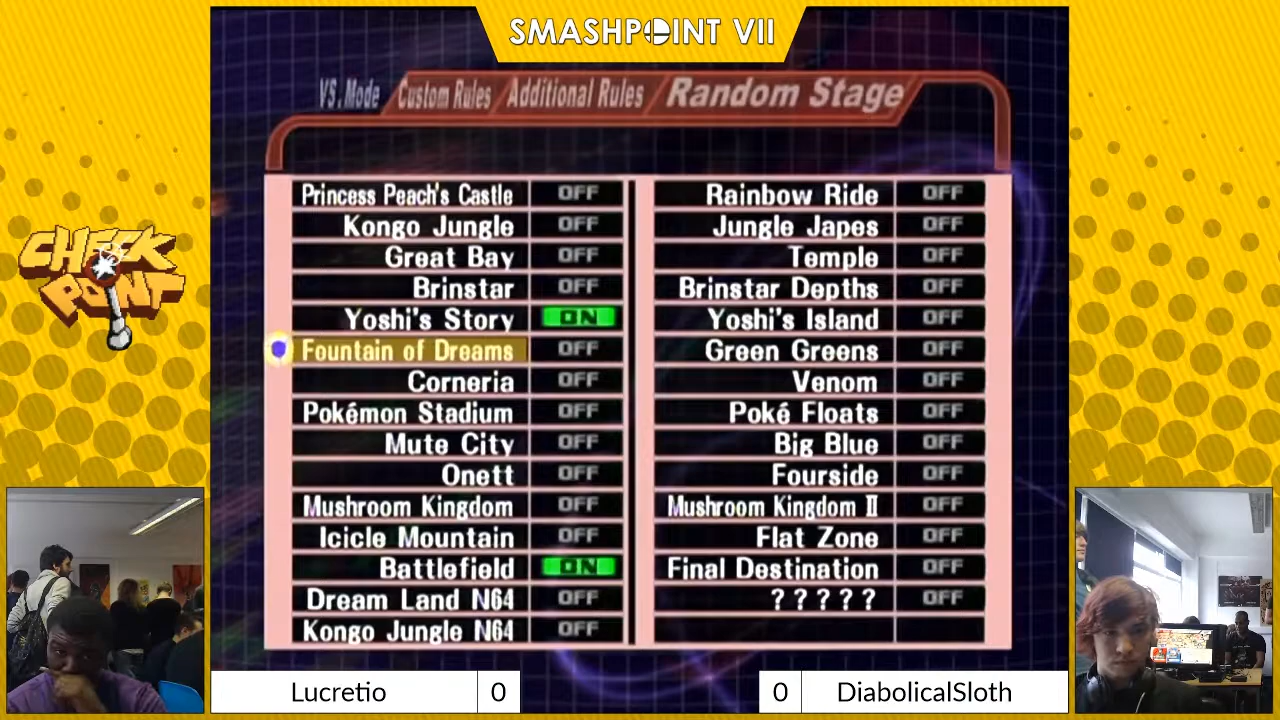 SMASHPOINT VII
VS. Mode Custom Rules Additional Rules Random Stage
Princess Peach's Castle OFF Rainbow Ride OFF
Kongo Jungle OFF Jungle Japes OFF
Great Bay OFF Temple OFF
Brinstar OFF Brinstar Depths OFF
Yoshi's Story ON Yoshi's Island OFF
Fountain of Dreams OFF Green Greens OFF
Corneria OFF Venom OFF
Pokémon Stadium OFF Poké Floats OFF
Mute City OFF Big Blue OFF
Onett OFF Fourside OFF
Mushroom Kingdom OFF Mushroom Kingdom II OFF
Icicle Mountain OFF Flat Zone OFF
Battlefield ON Final Destination OFF
Dream Land N64 OFF ????? OFF
Kongo Jungle N64 OFF
CHECK
POINT
Lucretio 0 0 DiabolicalSloth